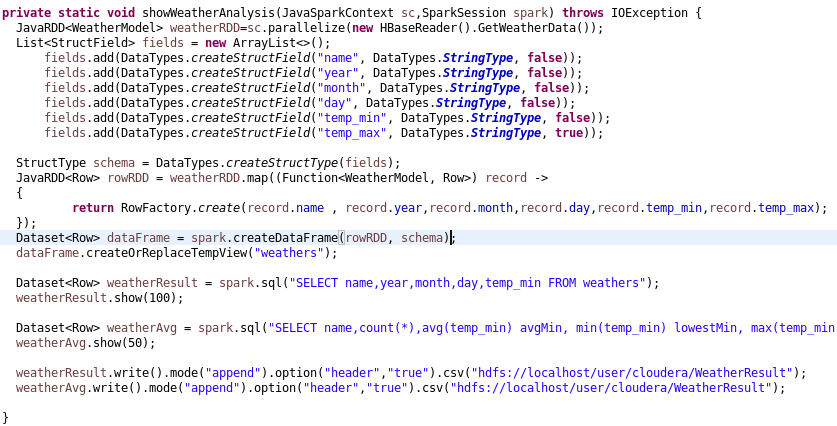 private static void showWeatherAnalysis(JavaSparkContext sc,SparkSession spark) throws IOException {
JavaRDD<WeatherModel> weatherRDD=sc.parallelize(new HBaseReader().GetWeatherData());
List<StructField> fields = new ArrayList<>();
fields.add(DataTypes.createStructField("name", DataTypes.StringType, false));
fields.add(DataTypes.createStructField("year", DataTypes.StringType, false));
fields.add(DataTypes.createStructField("month", DataTypes.StringType, false));
fields.add(DataTypes.createStructField("day", DataTypes.StringType, false));
fields.add(DataTypes.createStructField("temp_min", DataTypes.StringType, false));
fields.add(DataTypes.createStructField("temp_max", DataTypes.StringType, true));
StructType schema = DataTypes.createStructType(fields);
JavaRDD<Row> rowRDD = weatherRDD.map((Function<WeatherModel, Row>) record ->
{
return RowFactory.create(record.name , record.year,record.month,record.day,record.temp_min,record.temp_max);
});
Dataset<Row> dataFrame = spark.createDataFrame(rowRDD, schema);
dataFrame.createOrReplaceTempView("weathers");
Dataset<Row> weatherResult = spark.sql("SELECT name,year,month,day,temp_min FROM weathers");
weatherResult.show(100);
Dataset<Row> weatherAvg = spark.sql("SELECT name,count(*),avg(temp_min) avgMin, min(temp_min) lowestMin, max(temp_min
weatherAvg.show(50);
weatherResult.write().mode("append").option("header","true").csv("hdfs://localhost/user/cloudera/WeatherResult");
weatherAvg.write().mode("append").option("header","true").csv("hdfs://localhost/user/cloudera/WeatherResult");
}